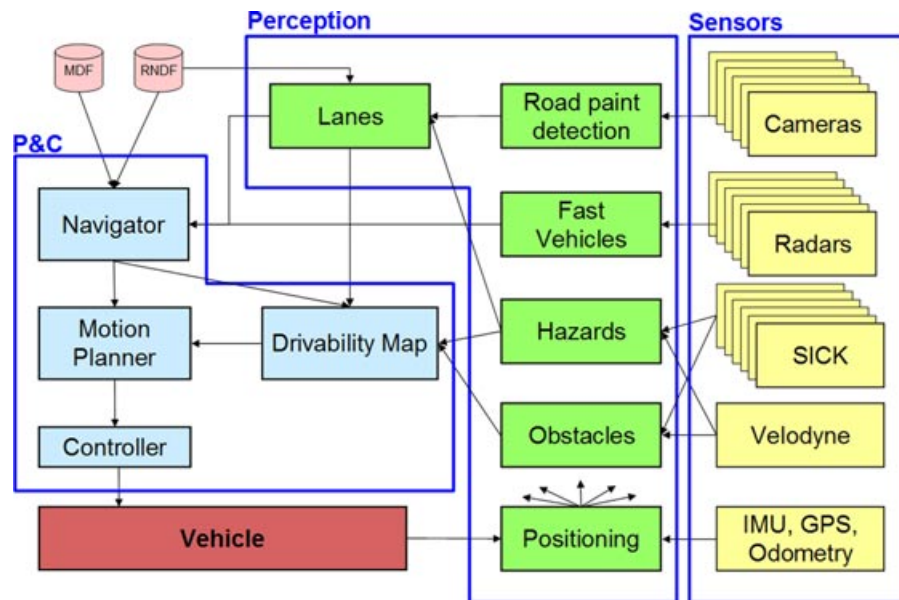 Perception
Sensors
MDF
RNDF
Lanes
Road paint
detection
Cameras
P&C
Navigator
Fast
Vehicles
Radars
Motion
Planner
Drivability Map
Hazards
SICK
Controller
Obstacles
Velodyne
Vehicle
Positioning
IMU, GPS,
Odometry